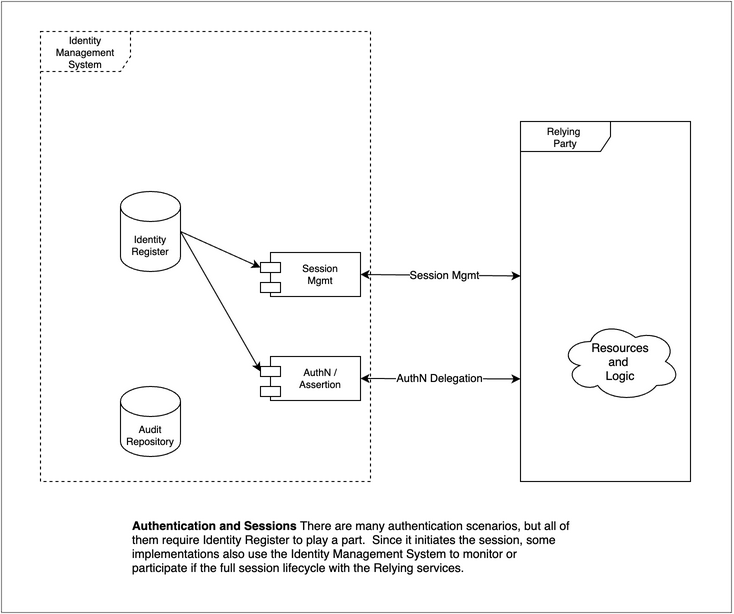 Identity
Management
System
Relying
Party
Identity
Register
Session
Mgmt
Session Mgmt
Resources
and
Logic
AuthN /
Assertion
AuthN Delegation
Audit
Repository
Authentication and Sessions There are many authentication scenarios, but all of
them require Identity Register to play a part.  Since it initiates the session, some
implementations also use the Identity Management System to monitor or
participate if the full session lifecycle with the Relying services.